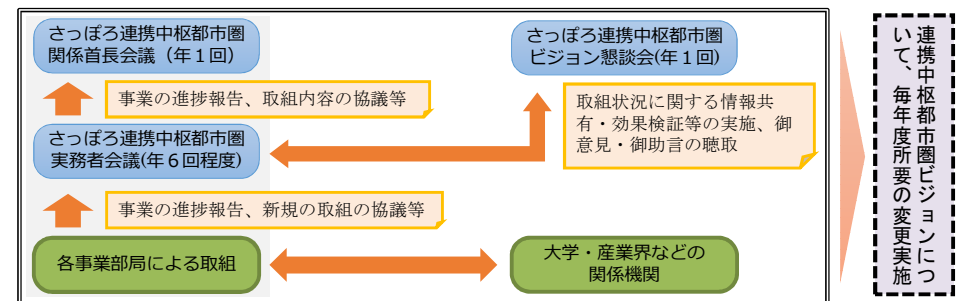 さっぽろ連携中枢都市圏
関係首長会議（年１回）
さっぽろ連携中枢都市圏
ビジョン懇談会(年１回)
事業の進捗報告、取組内容の協議等
取組状況に関する情報共
有・効果検証等の実施、御
意見・御助言の聴取
さっぽろ連携中枢都市圏
実務者会議(年６回程度)
事業の進捗報告、新規の取組の協議等
各事業部局による取組
大学・産業界などの
関係機関
連携中枢都市圏ビジョンにつ
いて、毎年度所要の変更実施